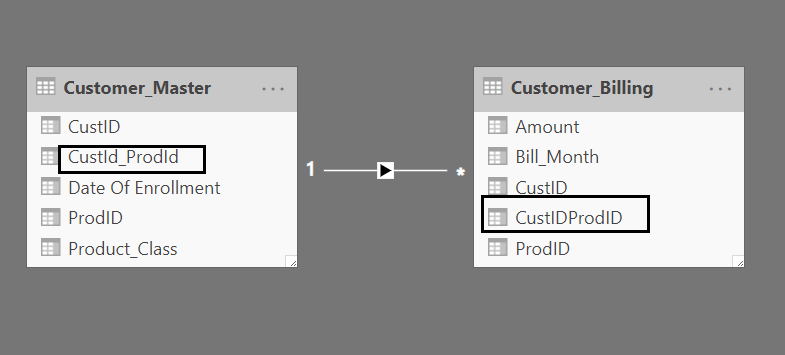 Customer_Master
CustID
CustId_ProdId
Date Of Enrollment
ProdID
Product_Class
1
*
Customer_Billing
Amount
Bill_Month
CustID
CustIDProdID
ProdID